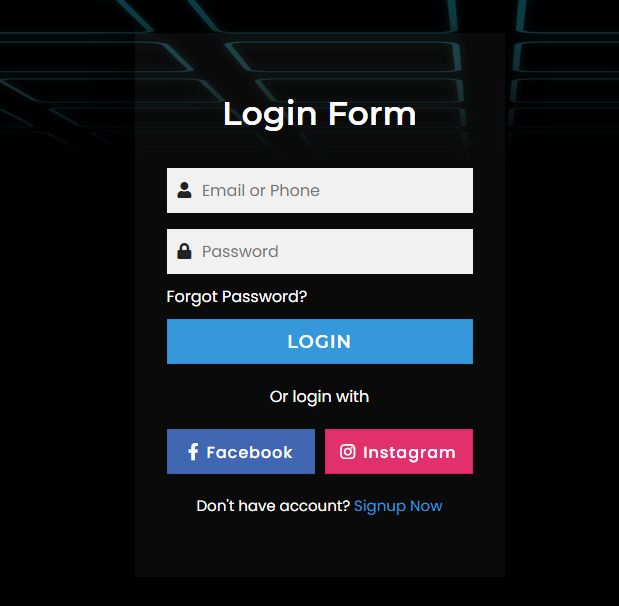 Login Form
Email or Phone
Password
Forgot Password?
LOGIN
Or login with
Facebook Instagram
Don't have account? Signup Now